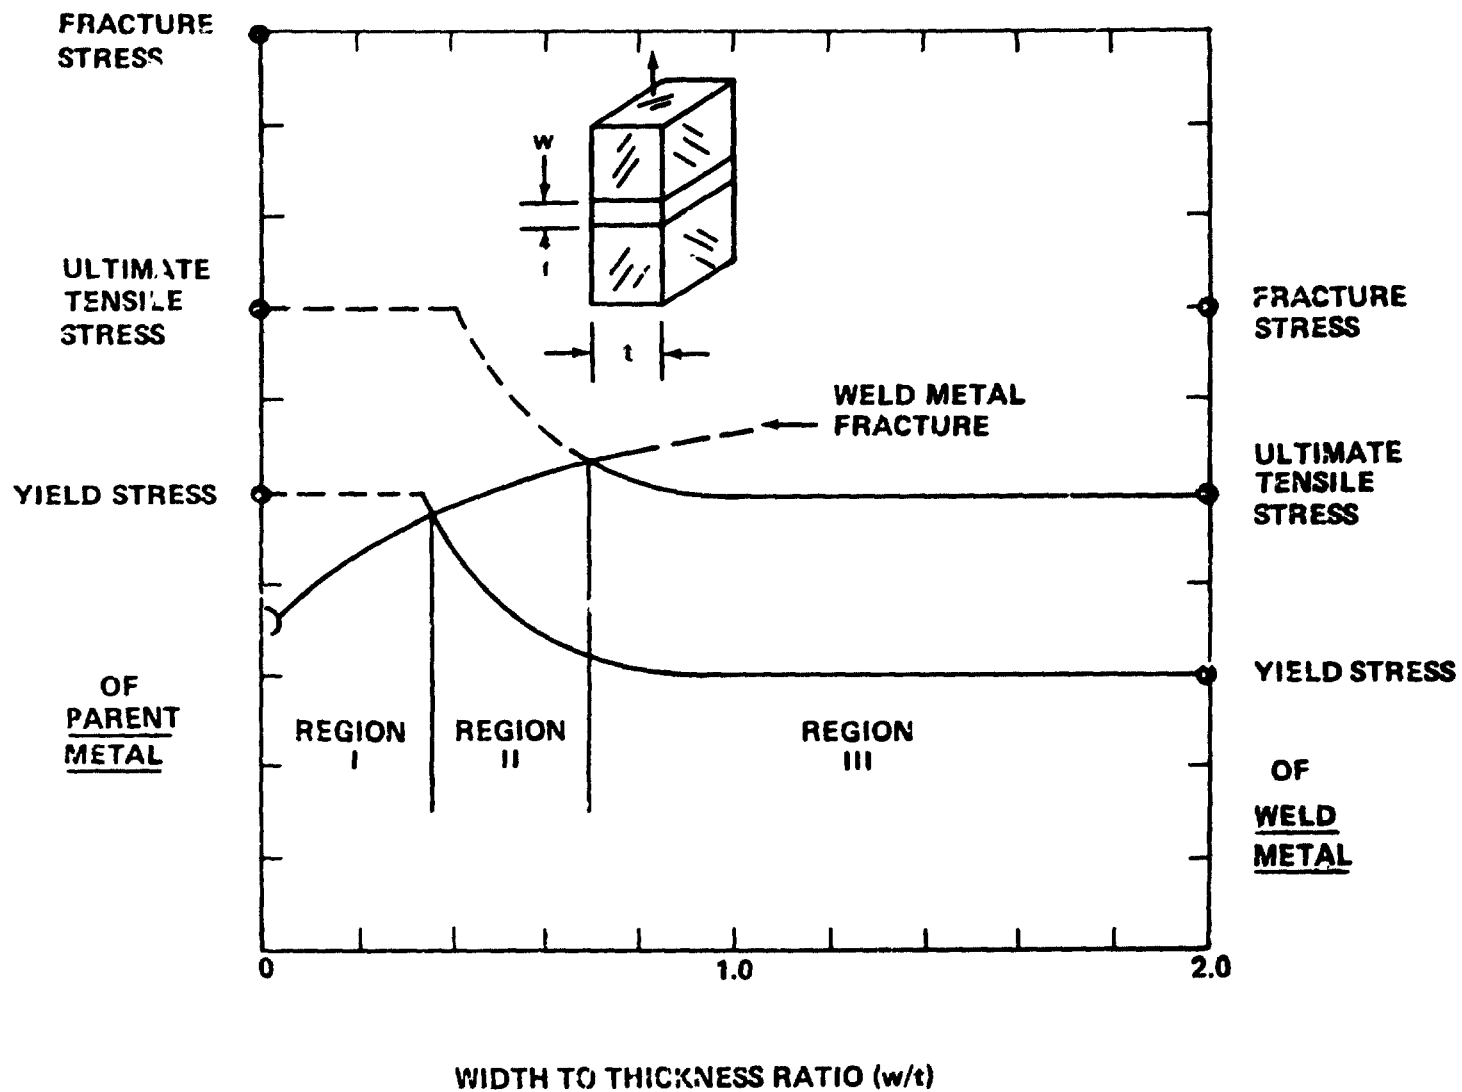 FRACTURE
STRESS
W
t
ULTIMATE
TENSILE
STRESS
FRACTURE
STRESS
WELD METAL
FRACTURE
ULTIMATE
TENSILE
STRESS
YIELD STRESS
YIELD STRESS
OF
PARENT
METAL
REGION
I
REGION
II
REGION
III
OF
WELD
METAL
0
1.0
2.0
WIDTH TO THICKNESS RATIO (w/t)